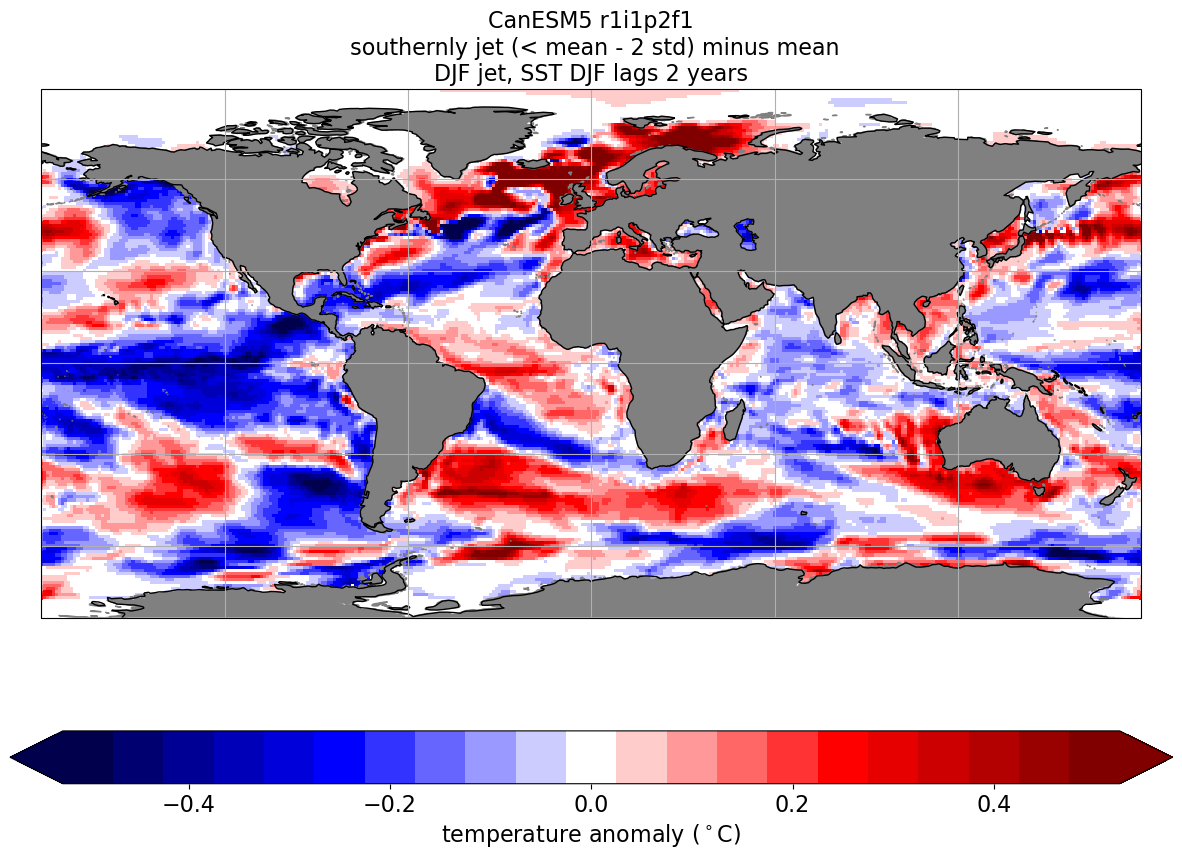 CanESM5 r1i1p2f1
southernly jet (< mean - 2 std) minus mean
DJF jet, SST DJF lags 2 years
−0.4 −0.2 0.0 0.2 0.4
temperature anomaly (°C)